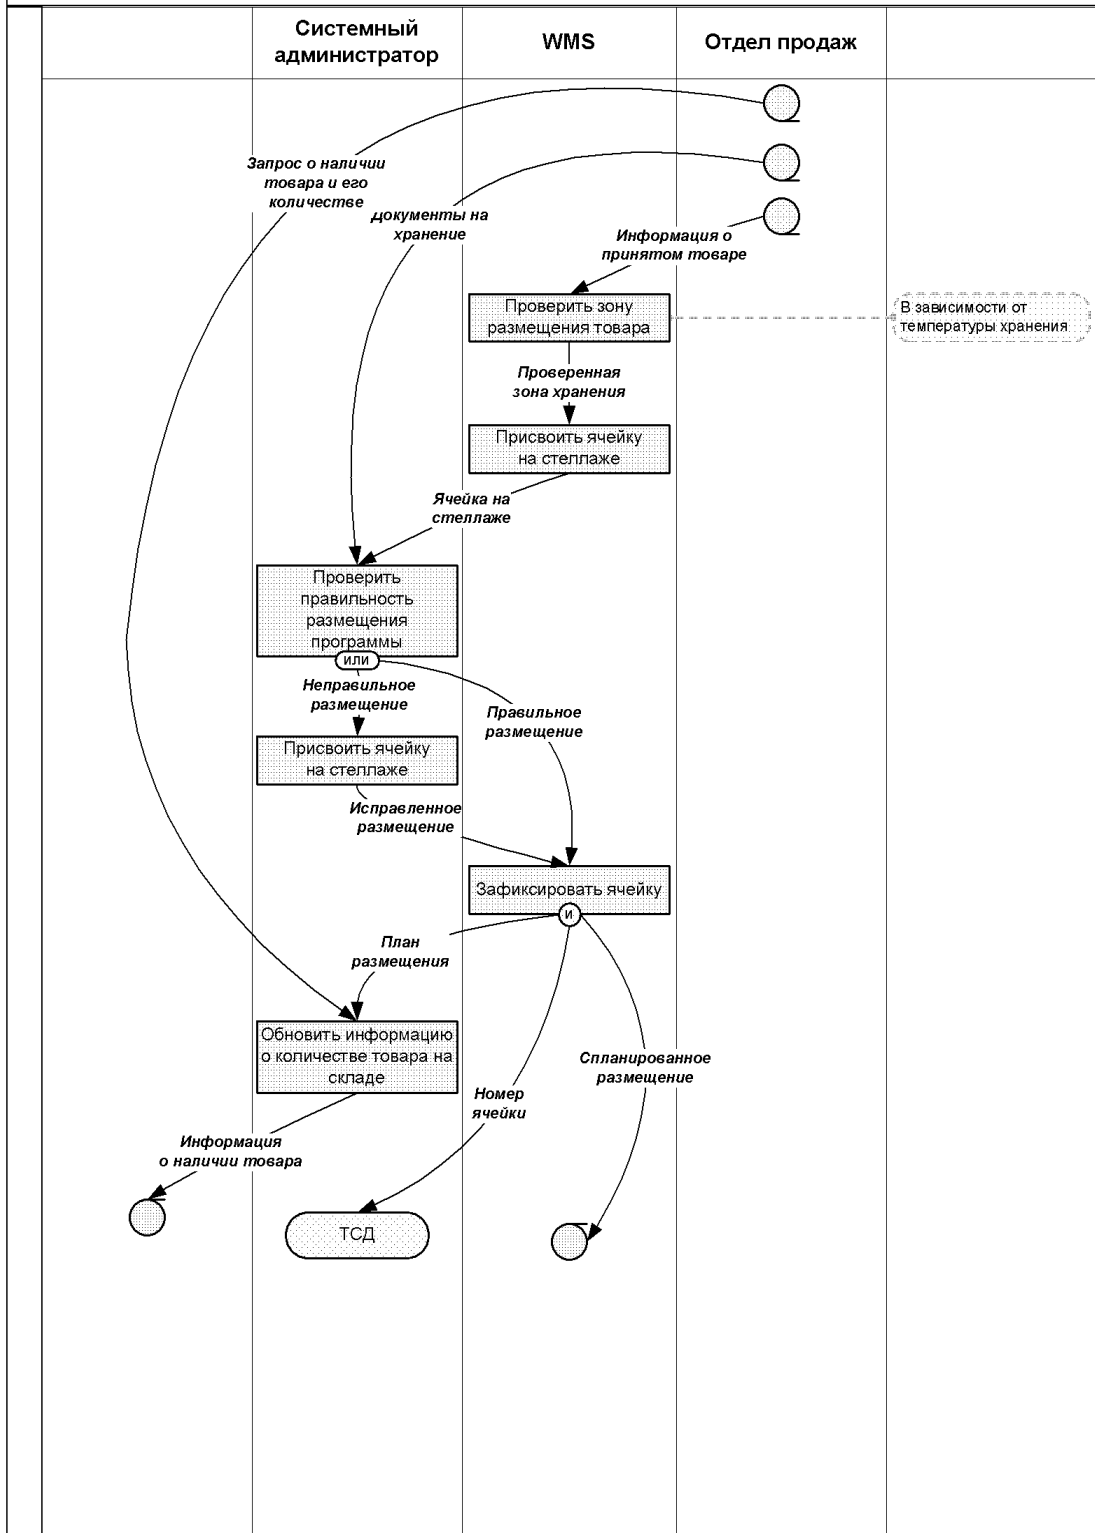 Системный
администратор
WMS
Отдел продаж
Запрос о наличии
товара и его
количестве
Документы на
хранение
Информация о
принятом товаре
Проверить зону
размещения товара
В зависимости от
температуры хранения
Проверенная
зона хранения
Присвоить ячейку
на стеллаже
Ячейка на
стеллаже
Проверить
правильность
размещения
программы
или
Неправильное
размещение
Правильное
размещение
Присвоить ячейку
на стеллаже
Исправленное
размещение
Зафиксировать ячейку
и
План
размещения
Обновить информацию
о количестве товара на
складе
Спланированное
размещение
Номер
ячейки
Информация
о наличии товара
ТСД